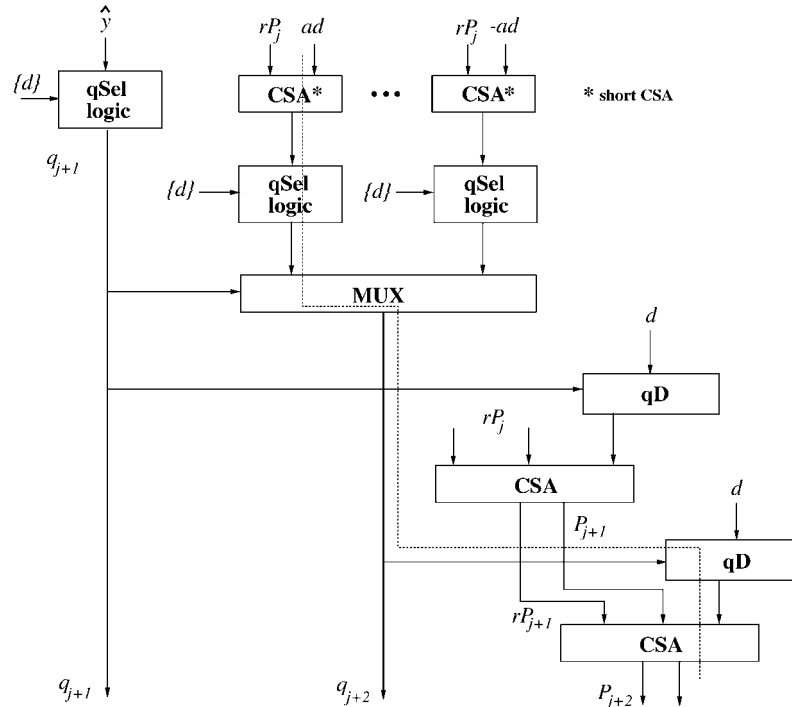 ŷ
rP_j ad rP_j -ad
{d} qSel logic
CSA* ••• CSA* * short CSA
q_{j+1}
{d} qSel logic {d} qSel logic
MUX
d
qD
rP_j
CSA
P_{j+1}
d
qD
rP_{j+1}
CSA
q_{j+1} q_{j+2} P_{j+2}